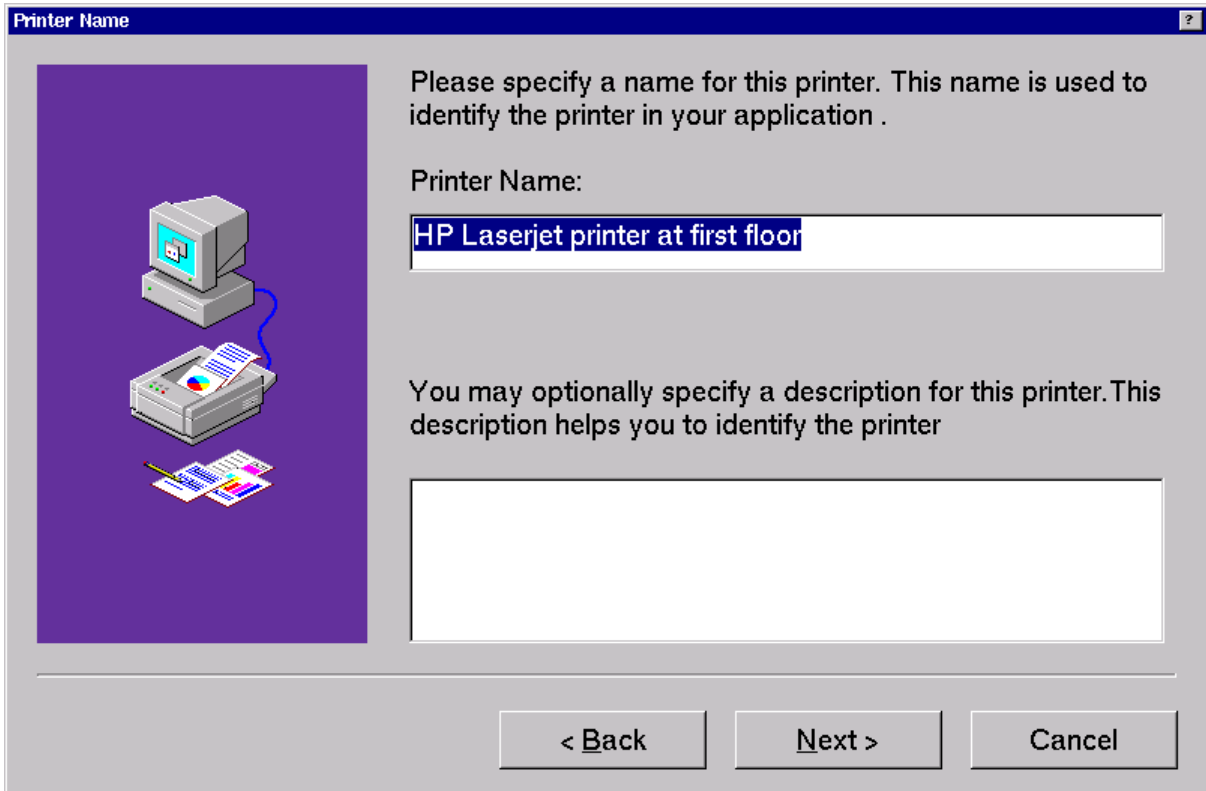 Printer Name
?
Please specify a name for this printer. This name is used to
identify the printer in your application .
Printer Name:
HP Laserjet printer at first floor
You may optionally specify a description for this printer.This
description helps you to identify the printer
< Back
Next >
Cancel